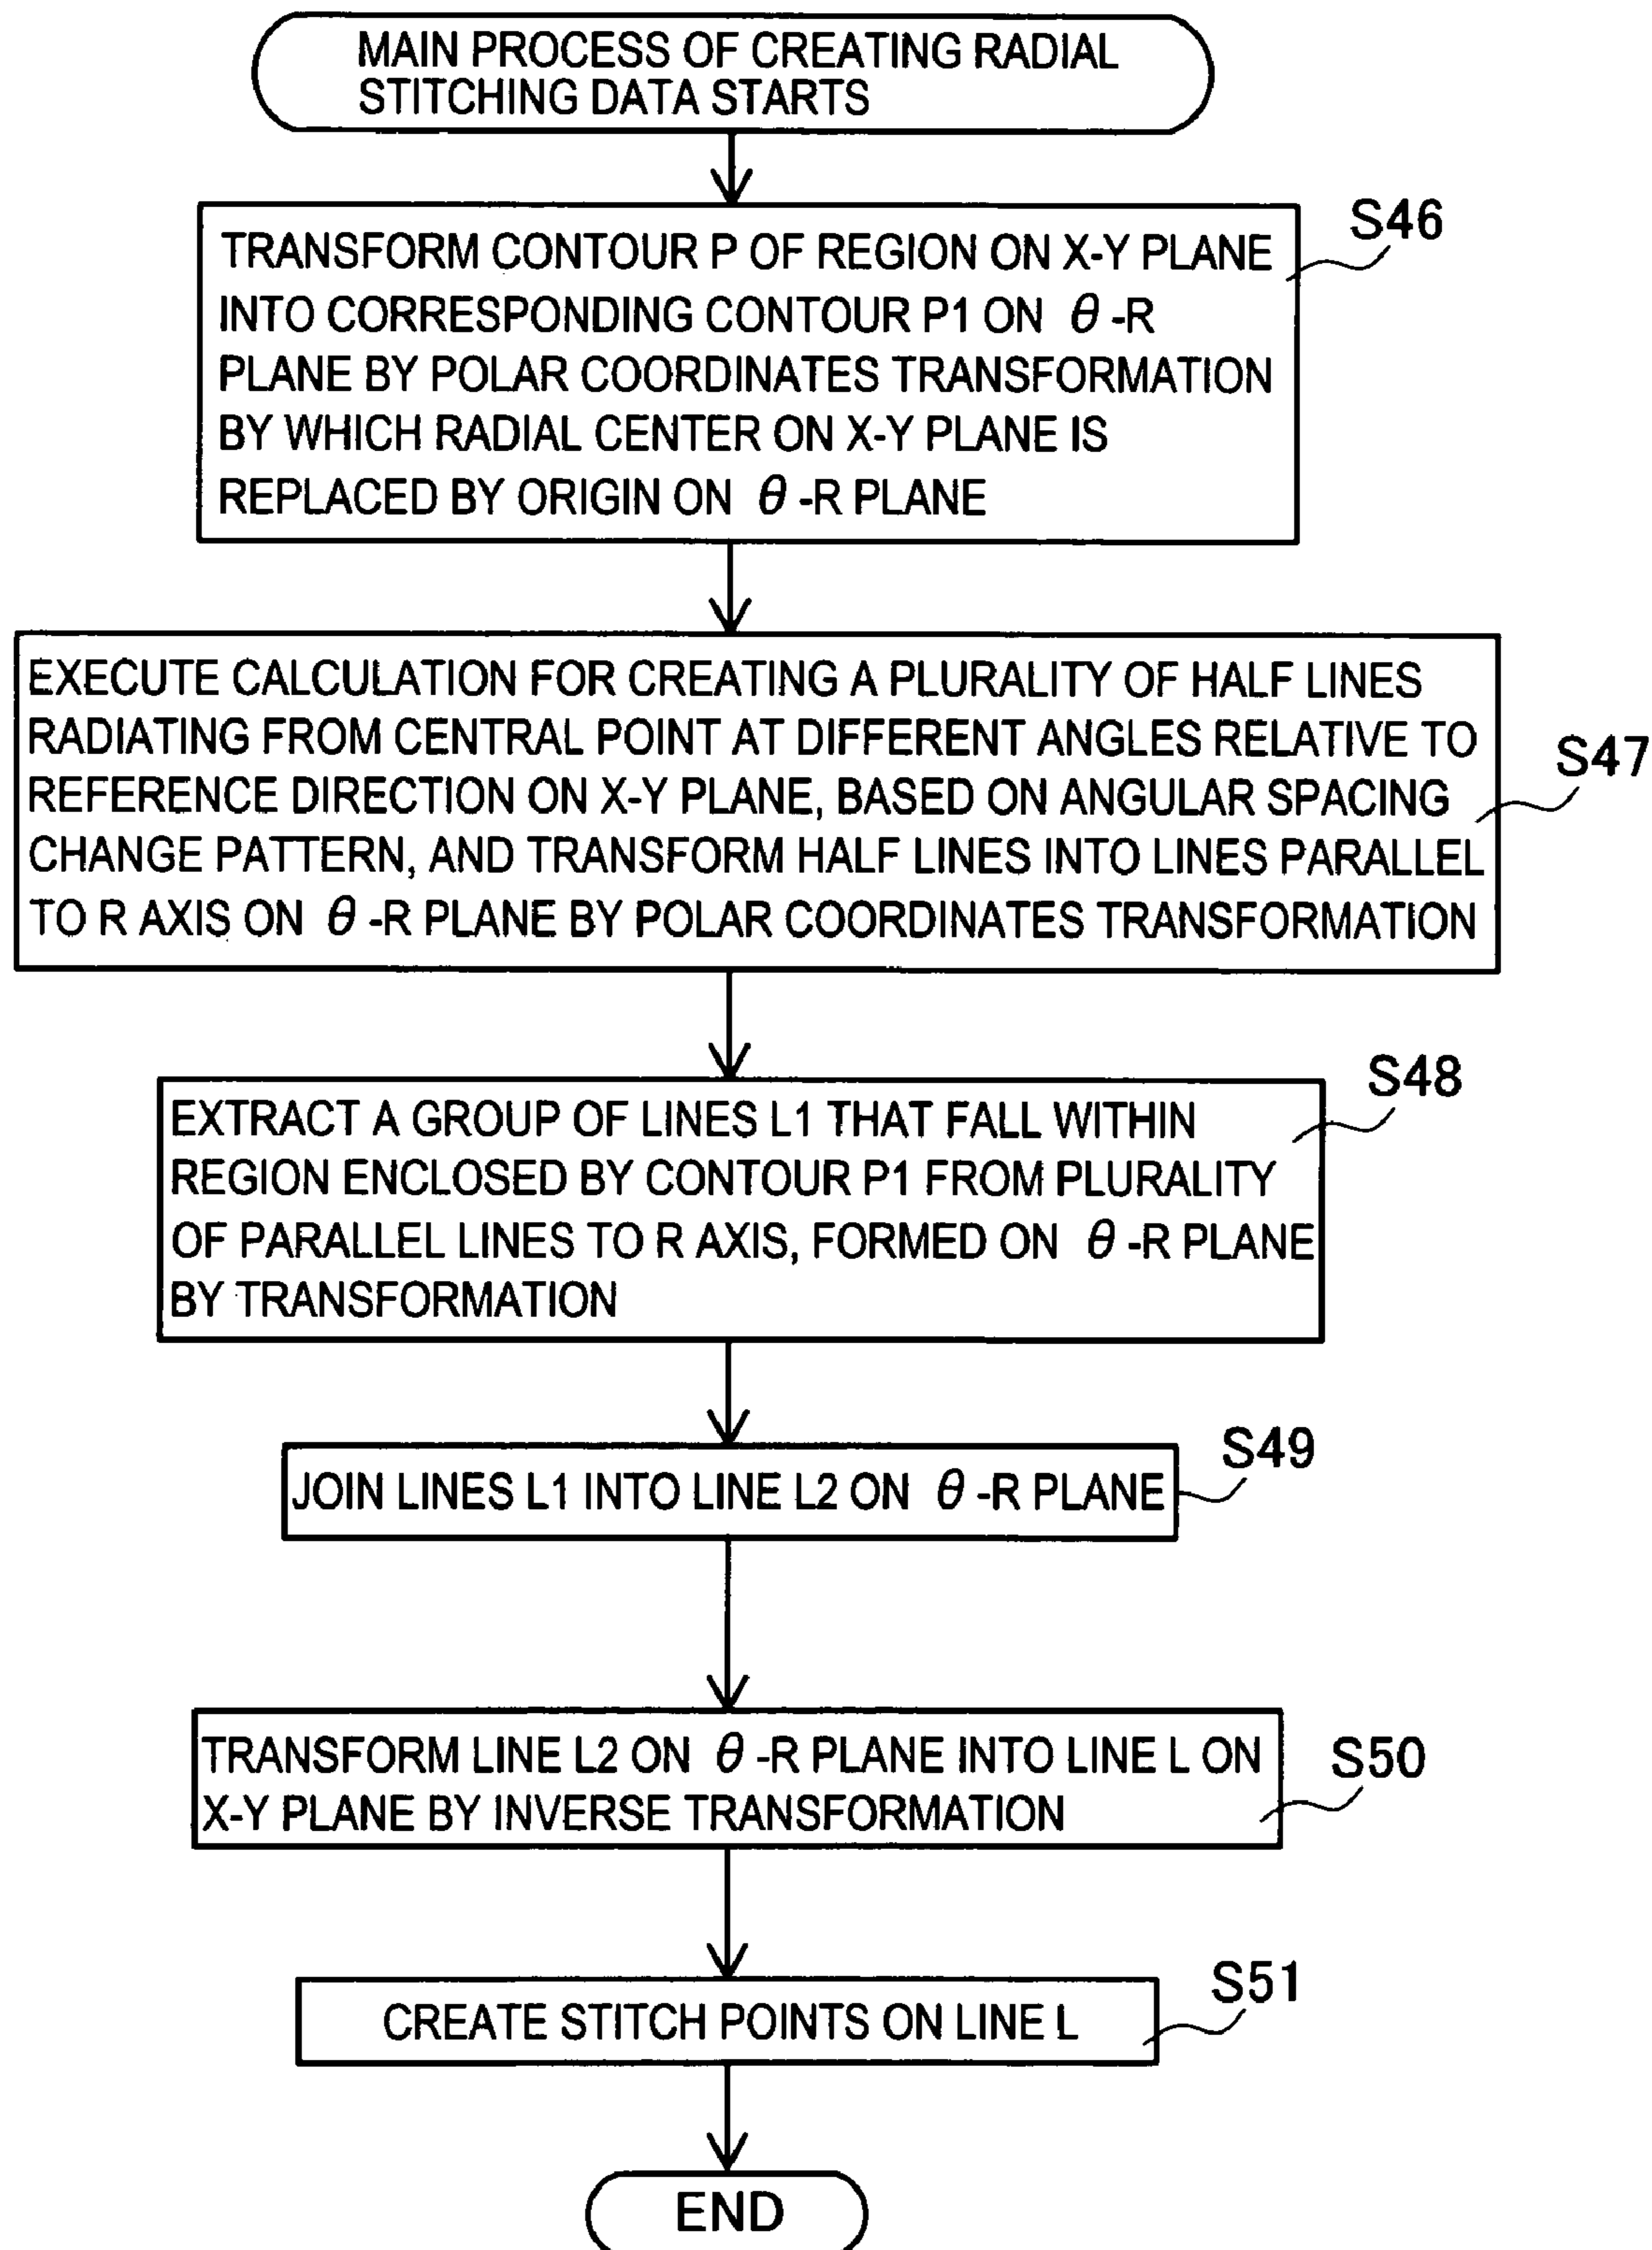 MAIN PROCESS OF CREATING RADIAL
STITCHING DATA STARTS
S46
TRANSFORM CONTOUR P OF REGION ON X-Y PLANE
INTO CORRESPONDING CONTOUR P1 ON θ-R
PLANE BY POLAR COORDINATES TRANSFORMATION
BY WHICH RADIAL CENTER ON X-Y PLANE IS
REPLACED BY ORIGIN ON θ-R PLANE
S47
EXECUTE CALCULATION FOR CREATING A PLURALITY OF HALF LINES
RADIATING FROM CENTRAL POINT AT DIFFERENT ANGLES RELATIVE TO
REFERENCE DIRECTION ON X-Y PLANE, BASED ON ANGULAR SPACING
CHANGE PATTERN, AND TRANSFORM HALF LINES INTO LINES PARALLEL
TO R AXIS ON θ-R PLANE BY POLAR COORDINATES TRANSFORMATION
S48
EXTRACT A GROUP OF LINES L1 THAT FALL WITHIN
REGION ENCLOSED BY CONTOUR P1 FROM PLURALITY
OF PARALLEL LINES TO R AXIS, FORMED ON θ-R PLANE
BY TRANSFORMATION
S49
JOIN LINES L1 INTO LINE L2 ON θ-R PLANE
S50
TRANSFORM LINE L2 ON θ-R PLANE INTO LINE L ON
X-Y PLANE BY INVERSE TRANSFORMATION
S51
CREATE STITCH POINTS ON LINE L
END